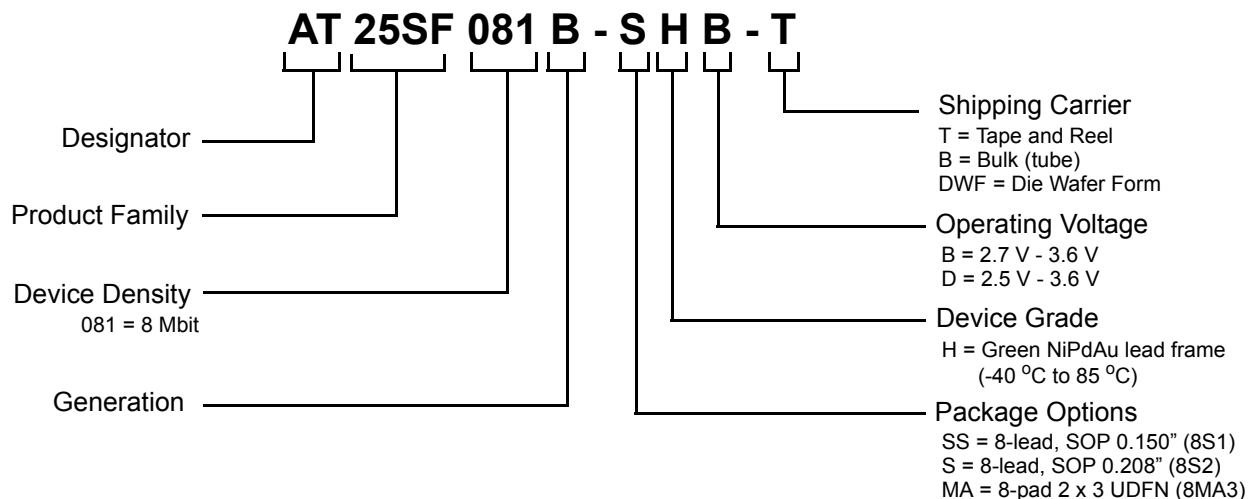 AT 25SF 081 B - S H B - T
Designator
Product Family
Device Density
081 = 8 Mbit
Generation
Shipping Carrier
T = Tape and Reel
B = Bulk (tube)
DWF = Die Wafer Form
Operating Voltage
B = 2.7 V - 3.6 V
D = 2.5 V - 3.6 V
Device Grade
H = Green NiPdAu lead frame
(-40 °C to 85 °C)
Package Options
SS = 8-lead, SOP 0.150” (8S1)
S = 8-lead, SOP 0.208” (8S2)
MA = 8-pad 2 x 3 UDFN (8MA3)